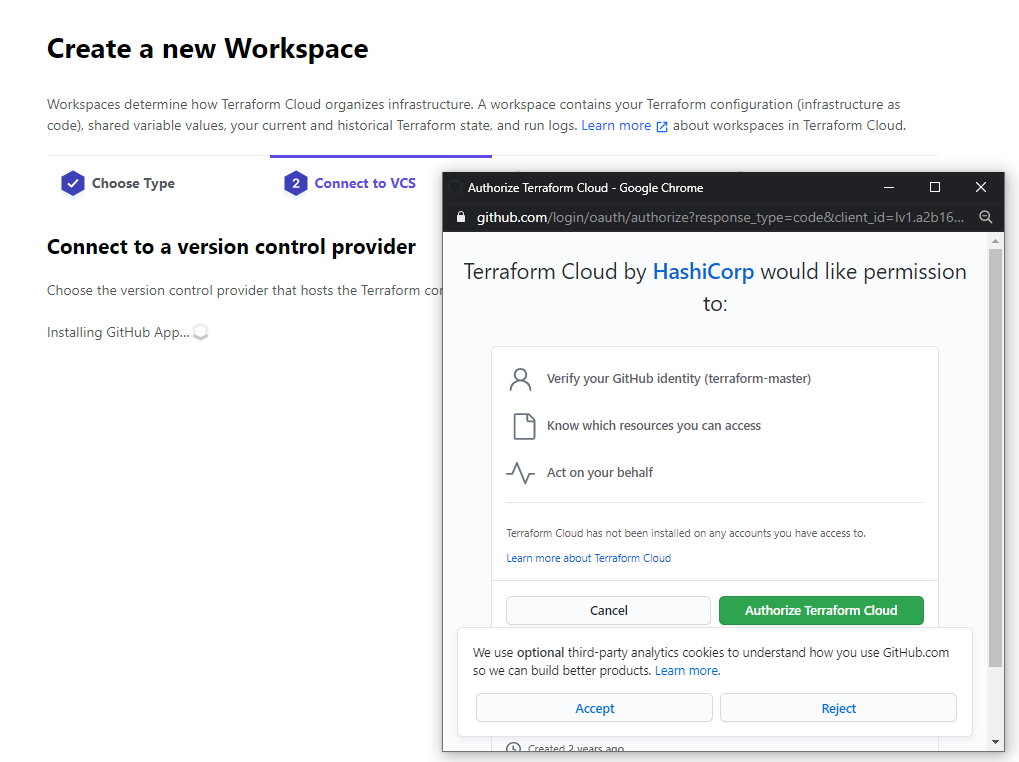 Create a new Workspace
Workspaces determine how Terraform Cloud organizes infrastructure. A workspace contains your Terraform configuration (infrastructure as
code), shared variable values, your current and historical Terraform state, and run logs. Learn more about workspaces in Terraform Cloud.
Choose Type
2 Connect to VCS
Connect to a version control provider
Choose the version control provider that hosts the Terraform
Installing GitHub App...
Authorize Terraform Cloud - Google Chrome
github.com/login/oauth/authorize?response_type=code&client_id=Iv1.a2b16...
Terraform Cloud by HashiCorp would like permission
to:
Verify your GitHub identity (terraform-master)
Know which resources you can access
Act on your behalf
Terraform Cloud has not been installed on any accounts you have access to.
Learn more about Terraform Cloud
Cancel
Authorize Terraform Cloud
We use optional third-party analytics cookies to understand how you use GitHub.com
so we can build better products. Learn more.
Accept
Reject
Created 2 years ago